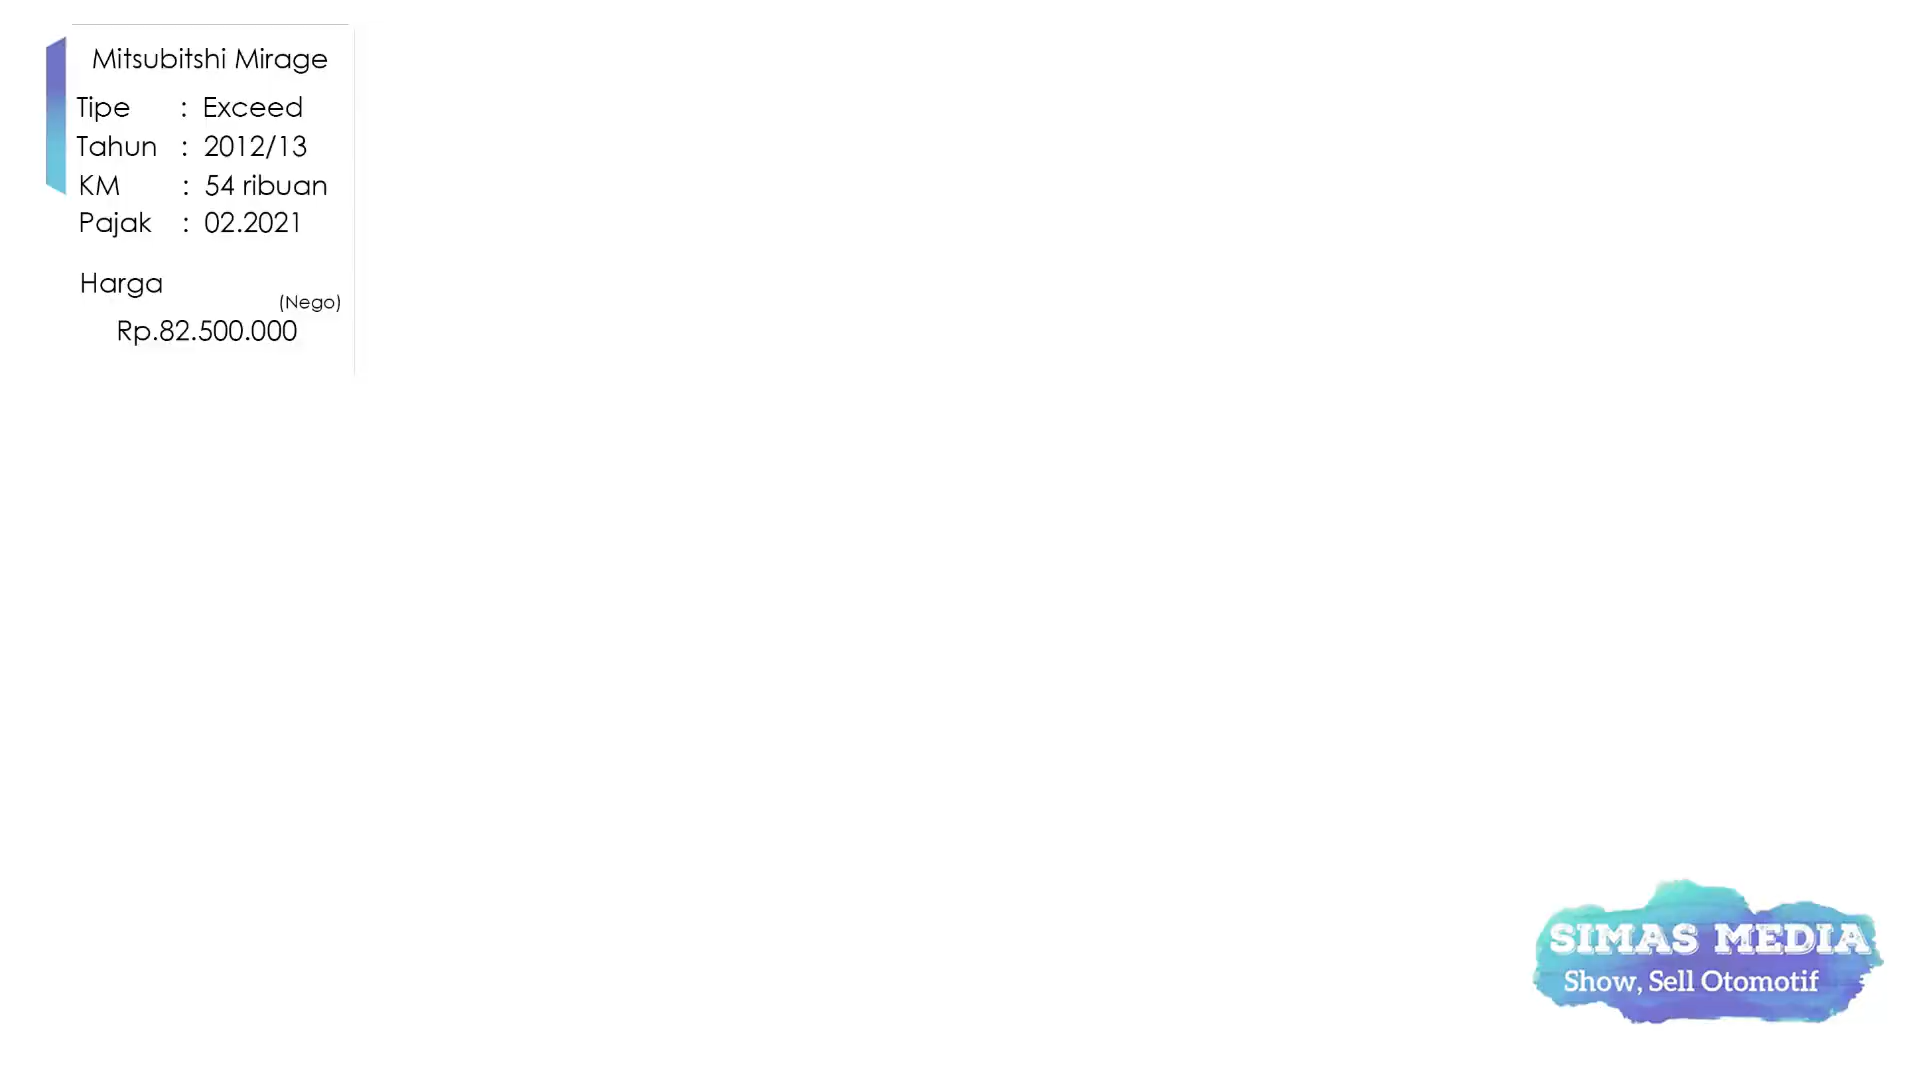 Mitsubitshi Mirage
Tipe : Exceed
Tahun : 2012/13
KM : 54 ribuan
Pajak : 02.2021
Harga
(Nego)
Rp.82.500.000
SIMAS MEDIA
Show, Sell Otomotif